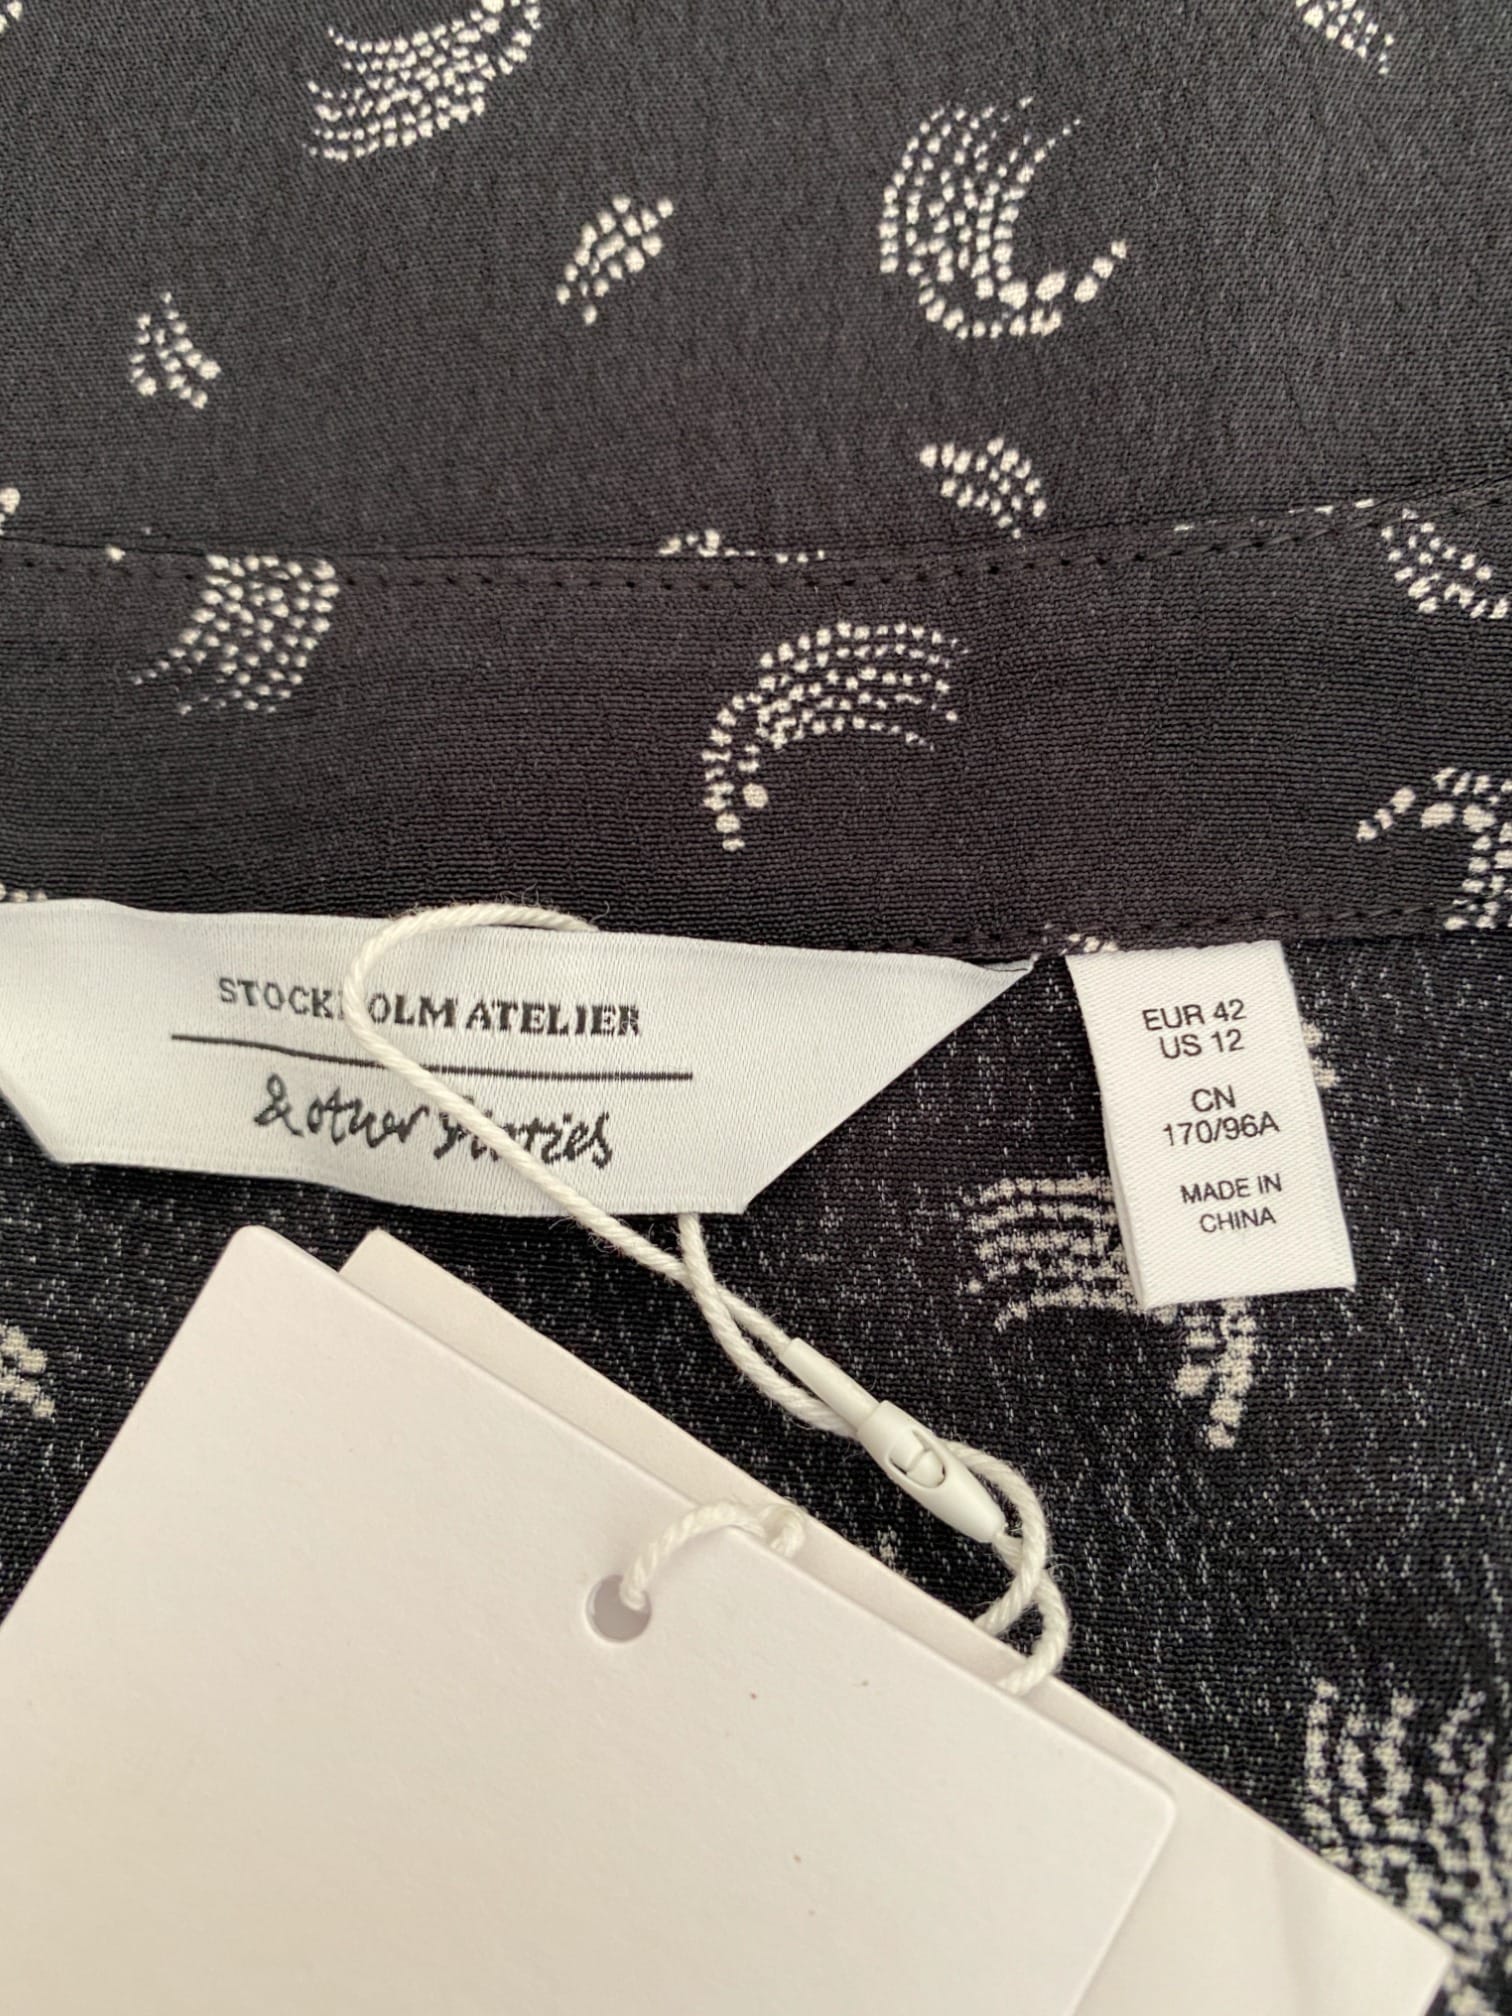 STOCKHOLM ATELIER
& other Stories
EUR 42
US 12
CN
170/96A
MADE IN
CHINA